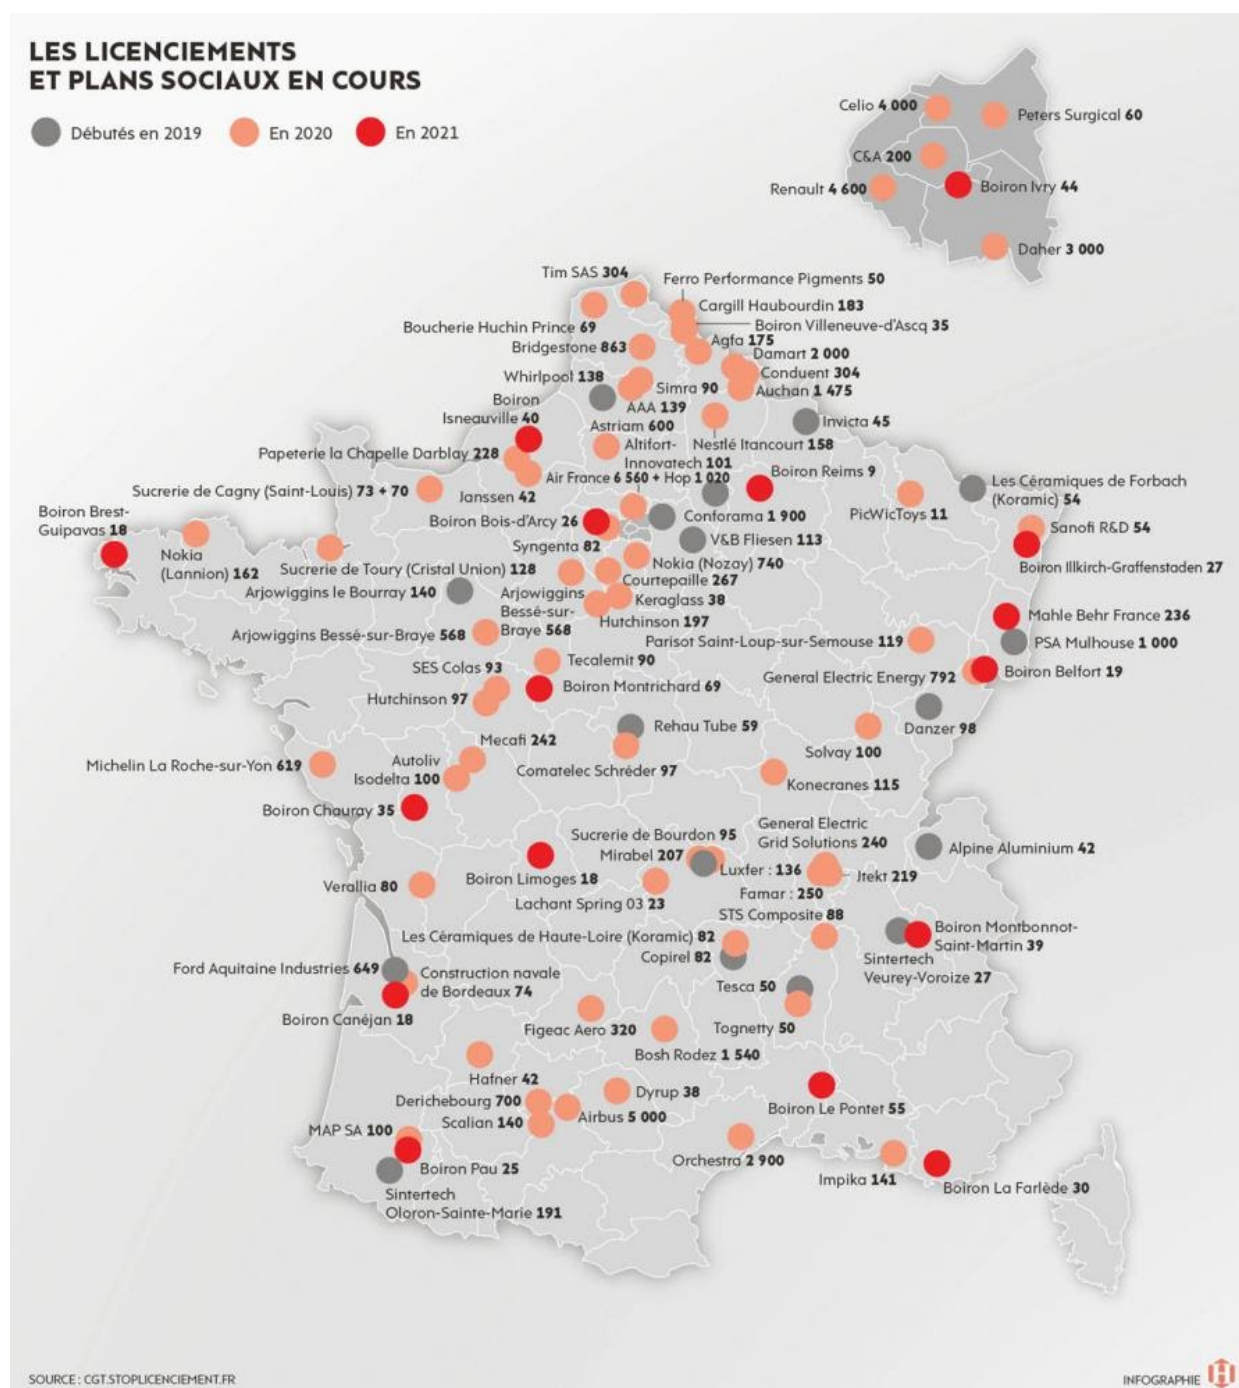 LES LICENCIEMENTS
ET PLANS SOCIAUX EN COURS
Débutés en 2019
En 2020
En 2021
Celio 4 000
Peters Surgical 60
C&A 200
Renault 4 600
Boiron Ivry 44
Daher 3 000
Tim SAS 304
Ferro Performance Pigments 50
Cargill Haubourdin 183
Boucherie Huchin Prince 69
Boiron Villeneuve-d'Ascq 35
Bridgestone 863
Agfa 175
Damart 2 000
Whirlpool 138
Conduent 304
Simra 90
Auchan 1 475
Boiron
Isneauville 40
AAA 139
Astriam 600
Invicta 45
Papeterie la Chapelle Darblay 228
Altifort-
Innovatech 101
Nestlé Itancourt 158
Air France 6 560 + Hop 1 020
Boiron Reims 9
Sucrerie de Cagny (Saint-Louis) 73 + 70
Janssen 42
Les Céramiques de Forbach
(Koramic) 54
PicWicToys 11
Boiron Brest-
Guipavas 18
Boiron Bois-d'Arcy 26
Conforama 1 900
Sanofi R&D 54
Nokia
(Lannion) 162
Syngenta 82
V&B Fliesen 113
Sucrerie de Toury (Cristal Union) 128
Nokia (Nozay) 740
Boiron Illkirch-Graffenstaden 27
Courtepaille 267
Arjowiggins le Bourray 140
Arjowiggins
Bessé-sur-
Braye 568
Keraglass 38
Hutchinson 197
Mahle Behr France 236
Arjowiggins Bessé-sur-Braye 568
Parisot Saint-Loup-sur-Semouse 119
PSA Mulhouse 1 000
SES Colas 93
Tecalemit 90
General Electric Energy 792
Boiron Belfort 19
Hutchinson 97
Boiron Montrichard 69
Rehau Tube 59
Danzer 98
Mecafi 242
Solvay 100
Michelin La Roche-sur-Yon 619
Autoliv
Isodelta 100
Comatelec Schréder 97
Konecranes 115
Boiron Chauray 35
Sucrerie de Bourdon 95
General Electric
Grid Solutions 240
Mirabel 207
Alpine Aluminium 42
Boiron Limoges 18
Luxfer : 136
Jtekt 219
Verallia 80
Lachant Spring 03 23
Famar : 250
STS Composite 88
Les Céramiques de Haute-Loire (Koramic) 82
Boiron Montbonnot-
Saint-Martin 39
Copirel 82
Sintertech
Veurey-Voroize 27
Ford Aquitaine Industries 649
Construction navale
de Bordeaux 74
Tesca 50
Boiron Canéjan 18
Figeac Aero 320
Tognetty 50
Bosh Rodez 1 540
Hafner 42
Dyrup 38
Derichebourg 700
Airbus 5 000
Boiron Le Pontet 55
Scalian 140
MAP SA 100
Orchestra 2 900
Boiron Pau 25
Impika 141
Boiron La Farlède 30
Sintertech
Oloron-Sainte-Marie 191
SOURCE : CGT.STOPLICENCIEMENT.FR
INFOGRAPHIE H